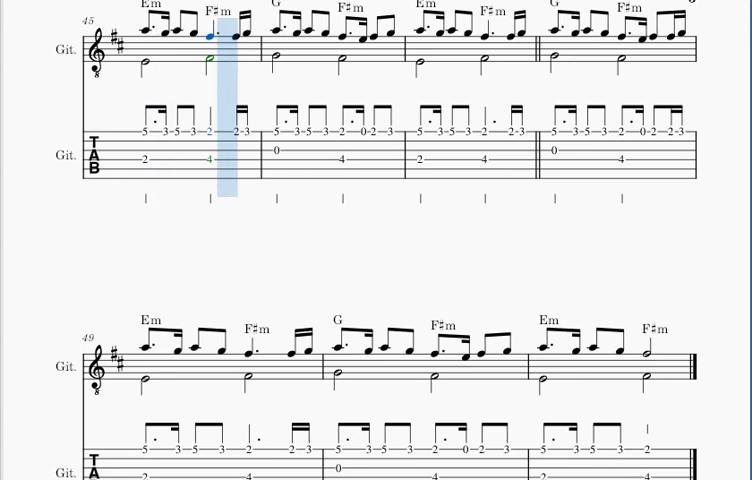 Em F♯m G F♯m Em F♯m G F♯m
45
Git.
8
5 3 5 3 2 2 3 5 3 5 3 2 0 2 3 5 3 5 3 2 2 3 5 3 5 3 2 0 2 2 3
T
0 0
Git. A 2 4 4 2 4 4
B
Em F♯m G F♯m Em F♯m
49
Git.
8
5 3 5 3 2 2 3 5 3 5 3 2 0 2 3 5 3 5 3 2
T
0
Git. A 2 4 4 2 4